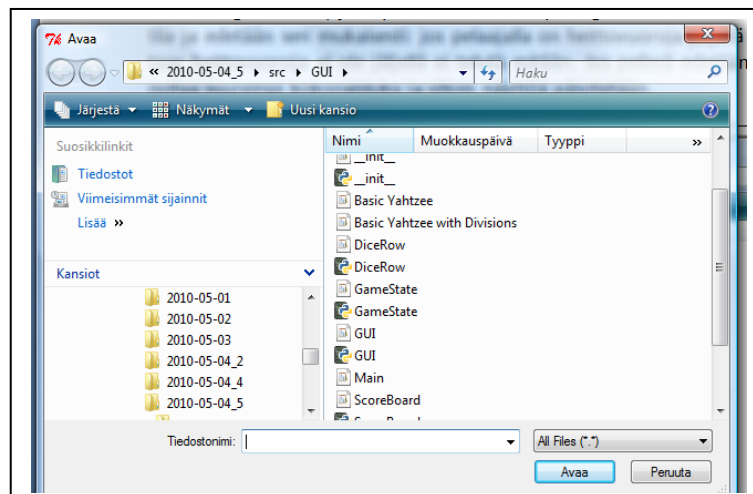 Avaa
« 2010-05-04_5 ▸ src ▸ GUI ▸
Haku
Järjestä
Näkymät
Uusi kansio
Suosikkilinkit
Tiedostot
Viimeisimmät sijainnit
Lisää »
Kansiot
2010-05-01
2010-05-02
2010-05-03
2010-05-04_2
2010-05-04_4
2010-05-04_5
Nimi Muokkauspäivä Tyyppi »
__init__
__init__
Basic Yahtzee
Basic Yahtzee with Divisions
DiceRow
DiceRow
GameState
GameState
GUI
GUI
Main
ScoreBoard
Tiedostonimi:
All Files (*.*)
Avaa
Peruuta